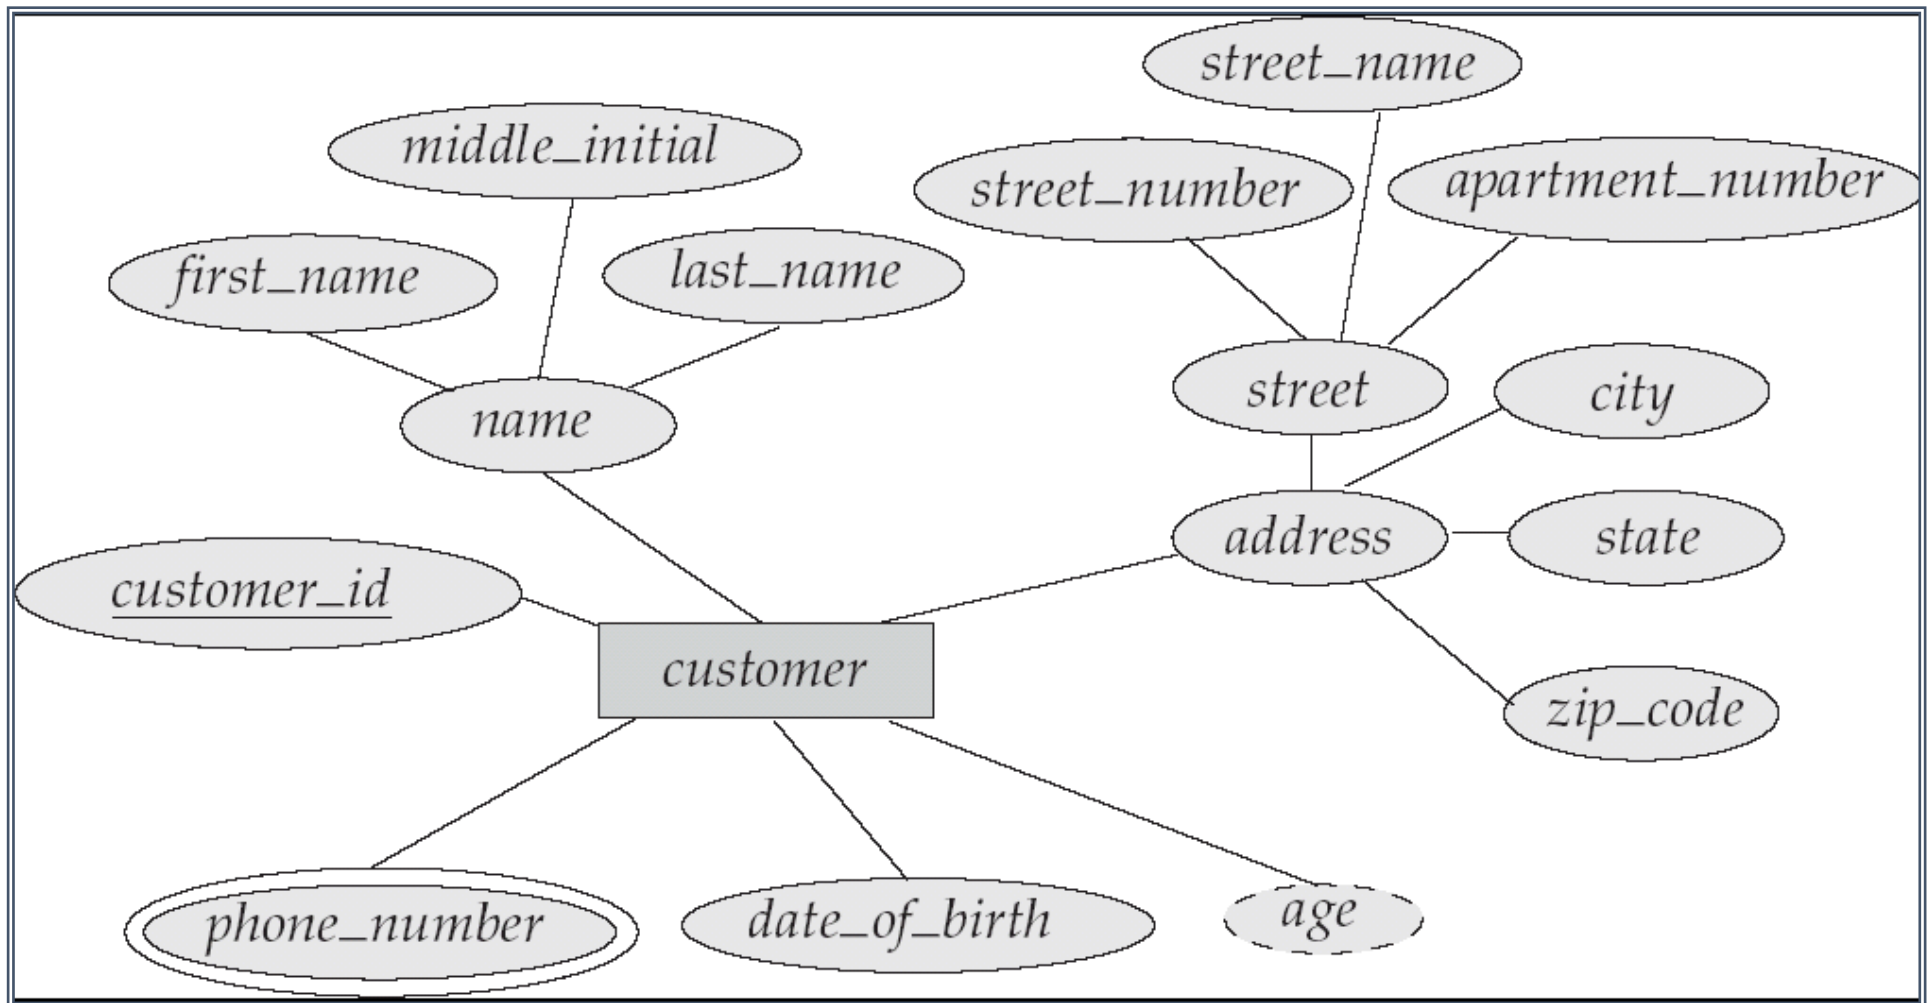 street_name
middle_initial
street_number
apartment_number
first_name
last_name
street
city
name
address
state
customer_id
customer
zip_code
phone_number
date_of_birth
age